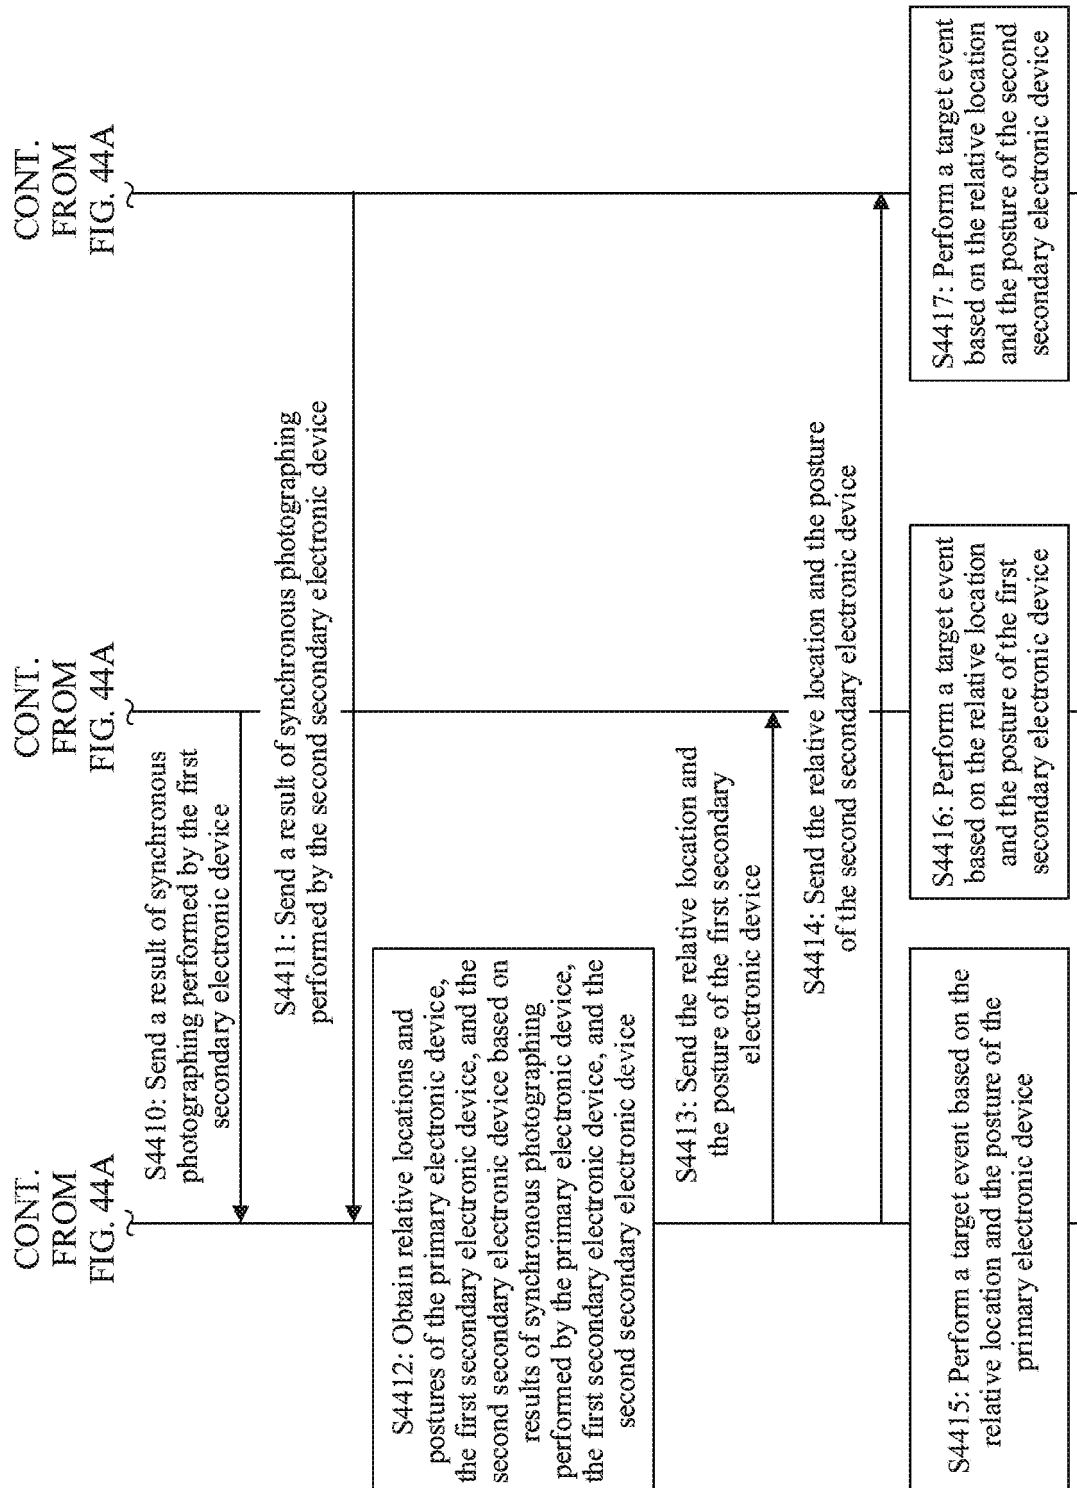 CONT.
FROM
FIG. 44A
CONT.
FROM
FIG. 44A
CONT.
FROM
FIG. 44A
S4410: Send a result of synchronous
photographing performed by the first
secondary electronic device
S4411: Send a result of synchronous photographing
performed by the second secondary electronic device
S4412: Obtain relative locations and
postures of the primary electronic device,
the first secondary electronic device, and the
second secondary electronic device based on
results of synchronous photographing
performed by the primary electronic device,
the first secondary electronic device, and the
second secondary electronic device
S4413: Send the relative location and
the posture of the first secondary
electronic device
S4414: Send the relative location and the posture
of the second secondary electronic device
S4415: Perform a target event based on the
relative location and the posture of the
primary electronic device
S4416: Perform a target event
based on the relative location
and the posture of the first
secondary electronic device
S4417: Perform a target event
based on the relative location
and the posture of the second
secondary electronic device